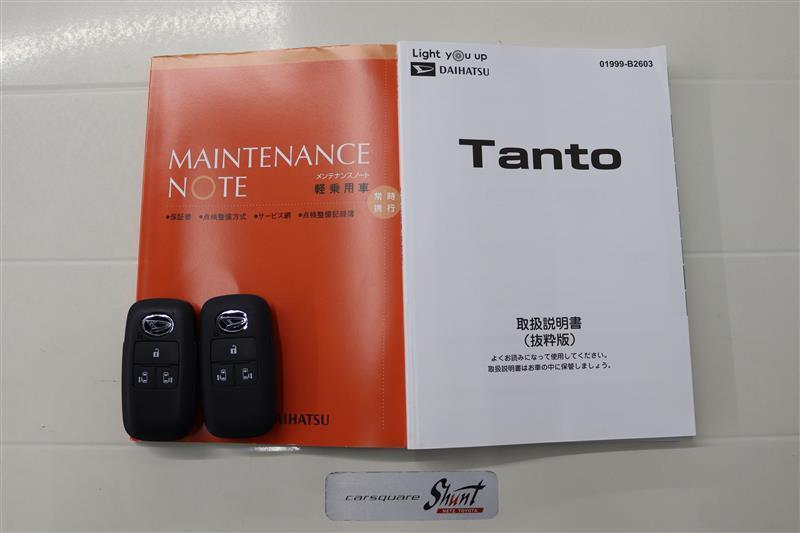 MAINTENANCE
NOTE
メンテナンスノート
軽乗用車
常時
携行
●保証書 ●点検整備方式 ●サービス網 ●点検整備記録簿
DAIHATSU
Light you up
DAIHATSU
01999-B2603
Tanto
取扱説明書
（抜粋版）
よくお読みになって使用してください。
取扱説明書はお車の中に保管しましょう。
carsquare Shunt
NETZ TOYOTA